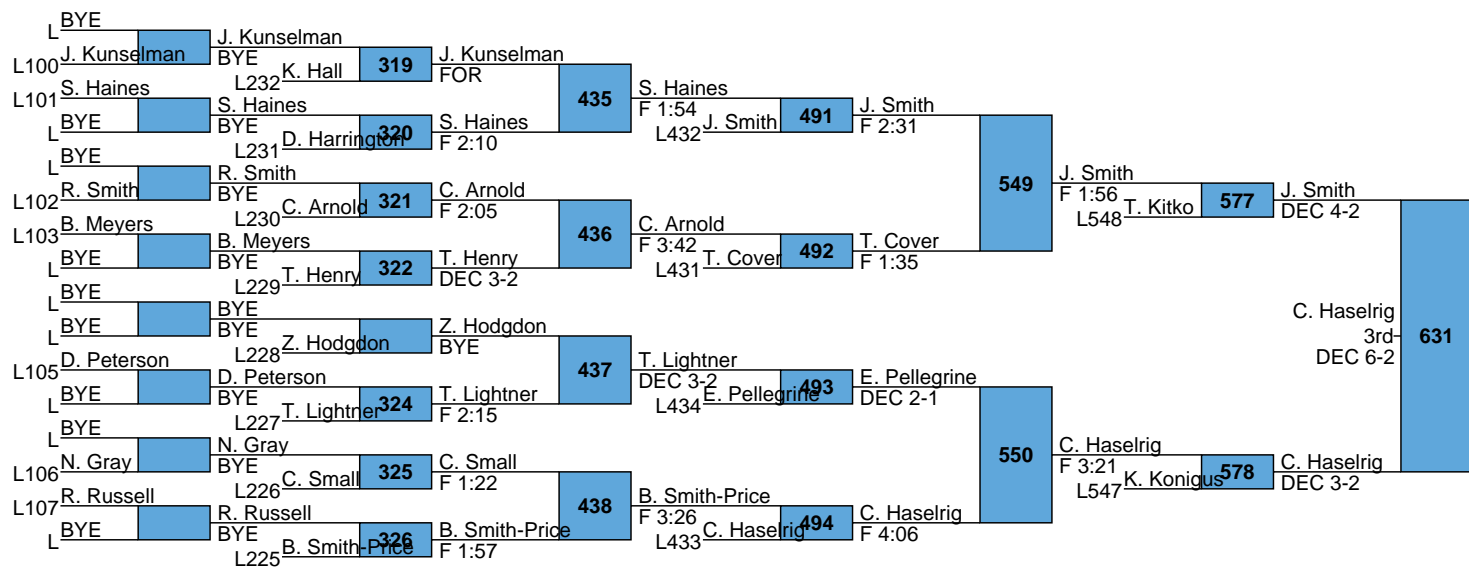 BYE
L
J. Kunselman
L100
J. Kunselman
BYE
S. Haines
L101
BYE
L
S. Haines
BYE
BYE
L
R. Smith
L102
R. Smith
BYE
B. Meyers
L103
BYE
L
B. Meyers
BYE
BYE
L
BYE
L
BYE
BYE
D. Peterson
L105
BYE
L
D. Peterson
BYE
BYE
L
N. Gray
L106
N. Gray
BYE
R. Russell
L107
BYE
L
R. Russell
BYE
L232
K. Hall
319
J. Kunselman
FOR
L231
D. Harrington
320
S. Haines
F 2:10
L230
C. Arnold
321
C. Arnold
F 2:05
L229
T. Henry
322
T. Henry
DEC 3-2
L228
Z. Hodgdon
Z. Hodgdon
BYE
L227
T. Lightner
324
T. Lightner
F 2:15
L226
C. Small
325
C. Small
F 1:22
L225
B. Smith-Price
326
B. Smith-Price
F 1:57
435
S. Haines
F 1:54
436
C. Arnold
F 3:42
437
T. Lightner
DEC 3-2
438
B. Smith-Price
F 3:26
L432
J. Smith
491
J. Smith
F 2:31
L431
T. Cover
492
T. Cover
F 1:35
L434
E. Pellegrine
493
E. Pellegrine
DEC 2-1
L433
C. Haselrig
494
C. Haselrig
F 4:06
549
J. Smith
F 1:56
550
C. Haselrig
F 3:21
L548
T. Kitko
577
J. Smith
DEC 4-2
L547
K. Konigus
578
C. Haselrig
DEC 3-2
C. Haselrig
3rd
DEC 6-2
631